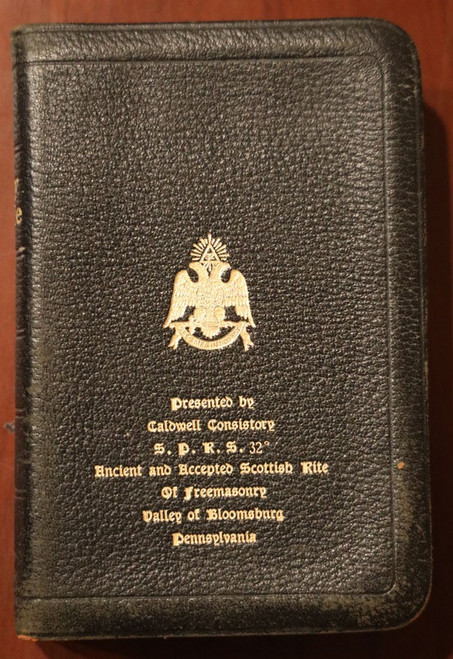 Presented by
Caldwell Consistory
S. P. R. S. 32°
Ancient and Accepted Scottish Rite
Of Freemasonry
Valley of Bloomsburg
Pennsylvania